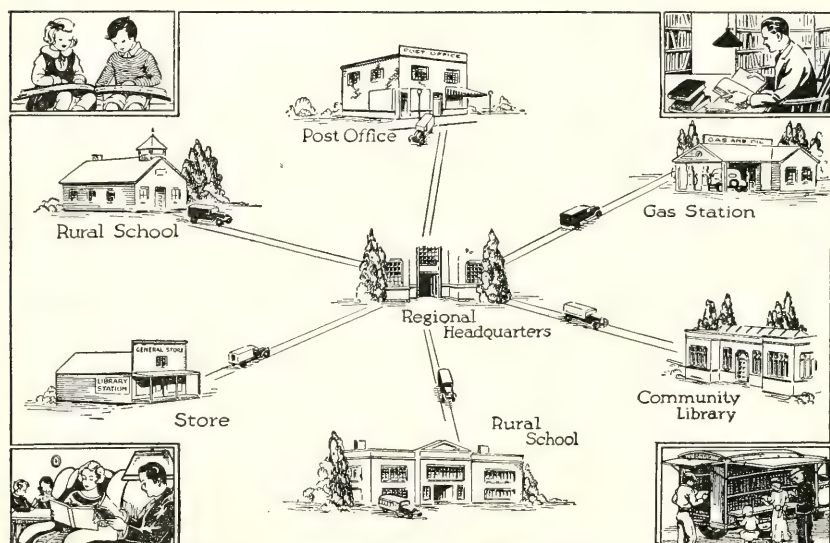 POST OFFICE
Post Office
GAS AND OIL
Gas Station
Rural School
Regional
Headquarters
GENERAL STORE
LIBRARY
STATION
Store
Community
Library
Rural
School